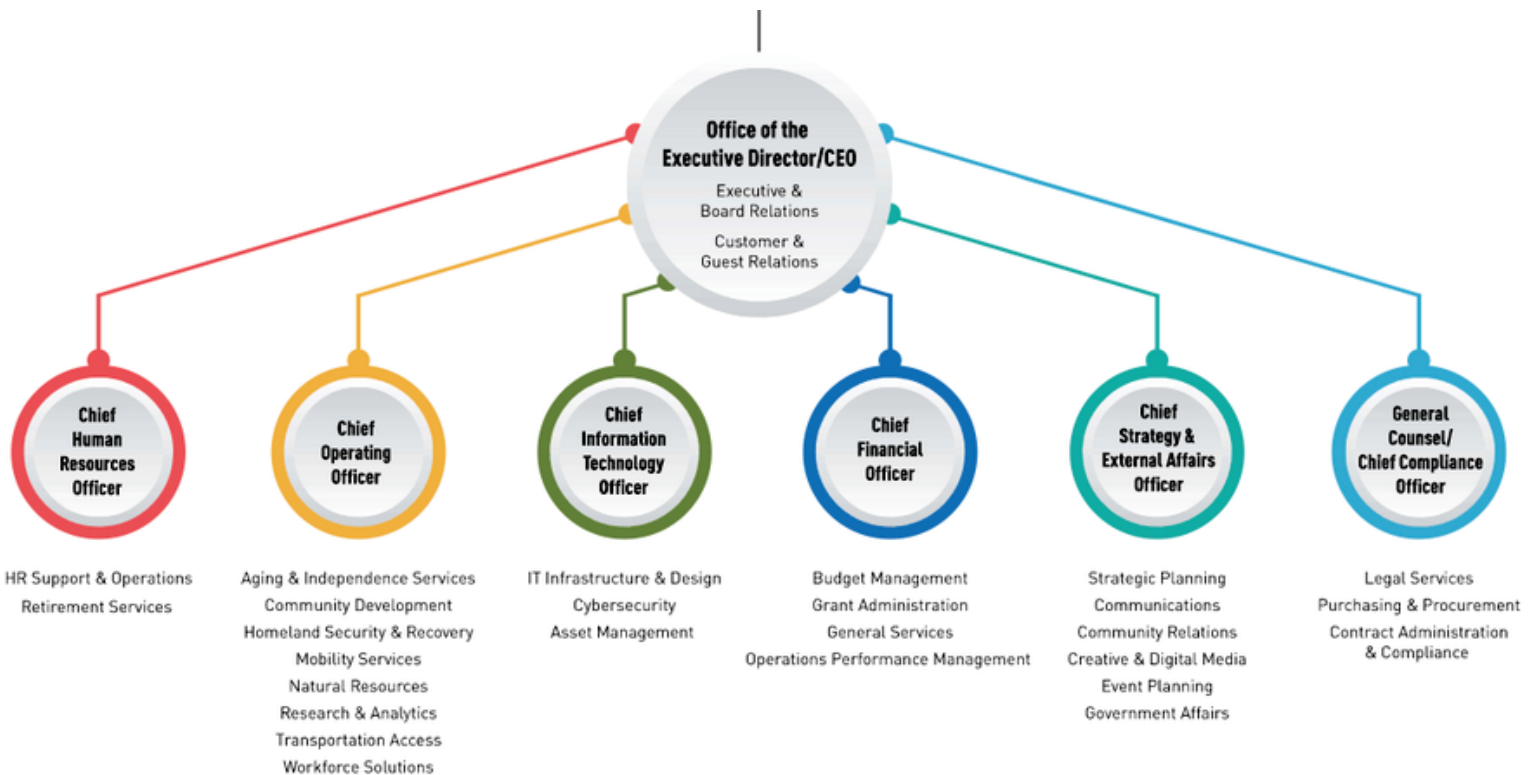 Office of the
Executive Director/CEO
Executive &
Board Relations
Customer &
Guest Relations
Chief
Human
Resources
Officer
HR Support & Operations
Retirement Services
Chief
Operating
Officer
Aging & Independence Services
Community Development
Homeland Security & Recovery
Mobility Services
Natural Resources
Research & Analytics
Transportation Access
Workforce Solutions
Chief
Information
Technology
Officer
IT Infrastructure & Design
Cybersecurity
Asset Management
Chief
Financial
Officer
Budget Management
Grant Administration
General Services
Operations Performance Management
Chief
Strategy &
External Affairs
Officer
Strategic Planning
Communications
Community Relations
Creative & Digital Media
Event Planning
Government Affairs
General
Counsel/
Chief Compliance
Officer
Legal Services
Purchasing & Procurement
Contract Administration
& Compliance